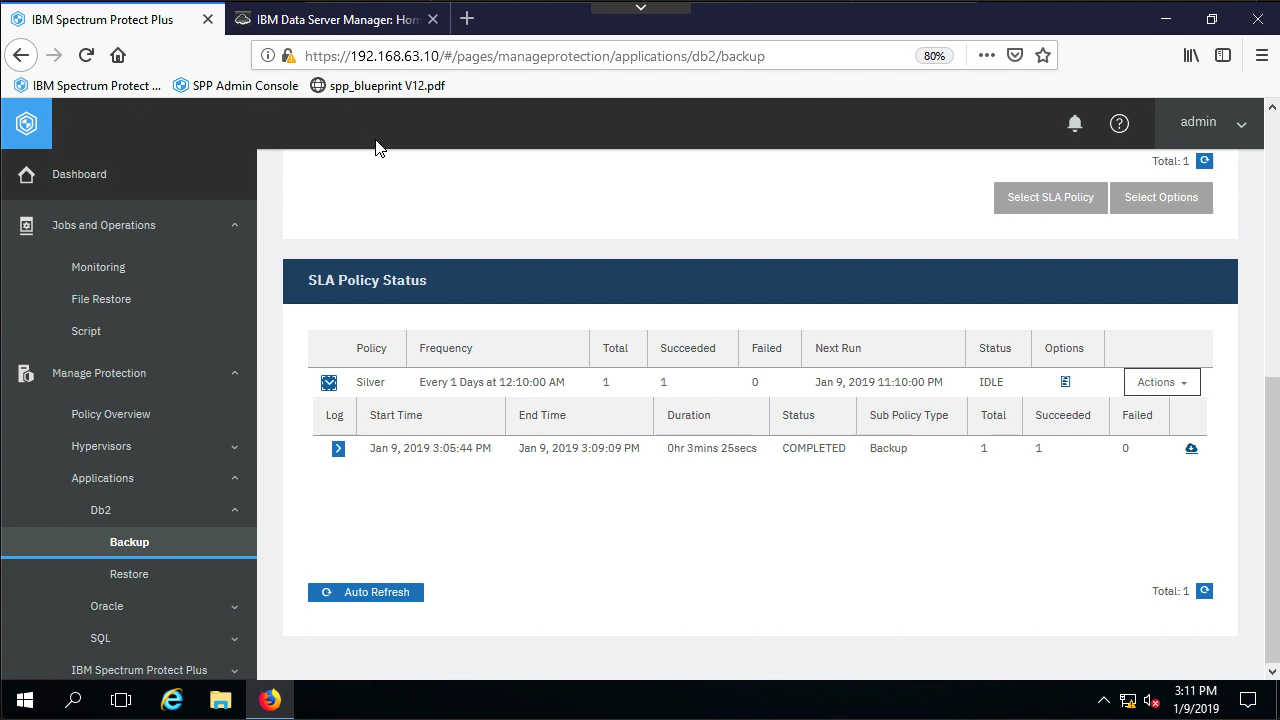 IBM Spectrum Protect Plus
IBM Data Server Manager: Hom
https://192.168.63.10/#/pages/manageprotection/applications/db2/backup
80%
IBM Spectrum Protect ...
SPP Admin Console
spp_blueprint V12.pdf
admin
Dashboard
Total: 1
Jobs and Operations
Select SLA Policy
Select Options
Monitoring
File Restore
Script
SLA Policy Status
Manage Protection
Policy Overview
Hypervisors
Applications
Db2
Backup
Restore
Oracle
SQL
IBM Spectrum Protect Plus
Policy Frequency Total Succeeded Failed Next Run Status Options
Silver Every 1 Days at 12:10:00 AM 1 1 0 Jan 9, 2019 11:10:00 PM IDLE Actions
Log Start Time End Time Duration Status Sub Policy Type Total Succeeded Failed
Jan 9, 2019 3:05:44 PM Jan 9, 2019 3:09:09 PM 0hr 3mins 25secs COMPLETED Backup 1 1 0
Auto Refresh
Total: 1
3:11 PM
1/9/2019